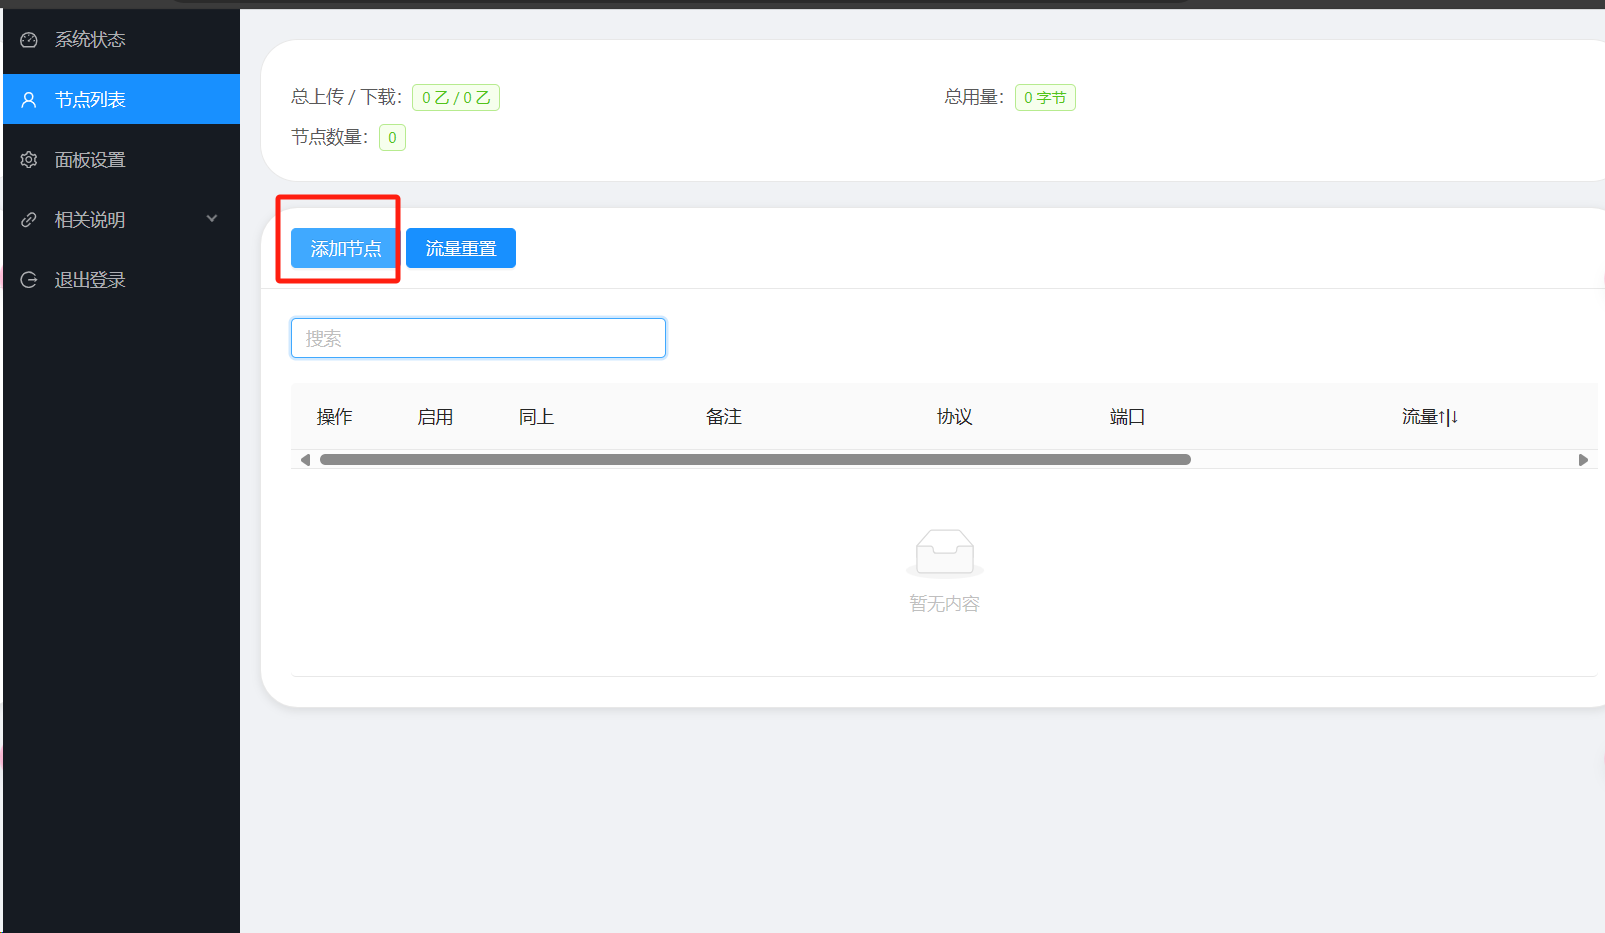 系统状态
节点列表
面板设置
相关说明
退出登录
总上传 / 下载： 0 乙 / 0 乙
总用量： 0 字节
节点数量： 0
添加节点 流量重置
搜索
操作 启用 同上 备注 协议 端口 流量↑|↓
暂无内容